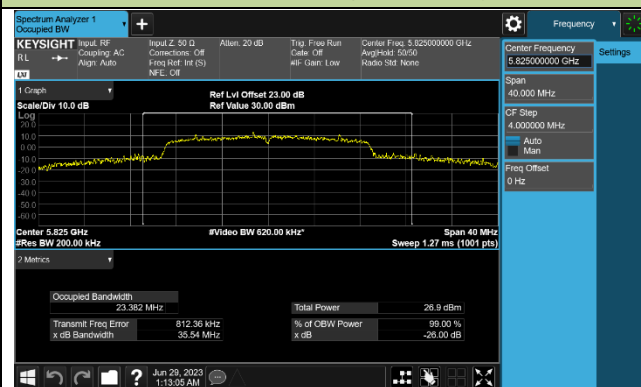 Spectrum Analyzer 1
Occupied BW
Frequency
KEYSIGHT
RL
LXI
Input: RF
Coupling: AC
Align: Auto
Input Z: 50 Ω
Corrections: Off
Freq Ref: Int (S)
NFE: Off
Atten: 20 dB
Trig: Free Run
Gate: Off
#IF Gain: Low
Center Freq: 5.825000000 GHz
Avg|Hold: 50/50
Radio Std: None
1 Graph
Scale/Div 10.0 dB
Ref Lvl Offset 23.00 dB
Ref Value 30.00 dBm
Log
20.0
10.0
0.00
-10.0
-20.0
-30.0
-40.0
-50.0
-60.0
Center 5.825 GHz
#Res BW 200.00 kHz
#Video BW 620.00 kHz*
Span 40 MHz
Sweep 1.27 ms (1001 pts)
2 Metrics
Occupied Bandwidth
23.382 MHz
Total Power 26.9 dBm
Transmit Freq Error 812.36 kHz
% of OBW Power 99.00 %
x dB Bandwidth 35.54 MHz
x dB -26.00 dB
Jun 29, 2023
1:13:05 AM
Center Frequency
5.825000000 GHz
Settings
Span
40.000 MHz
CF Step
4.000000 MHz
Auto
Man
Freq Offset
0 Hz